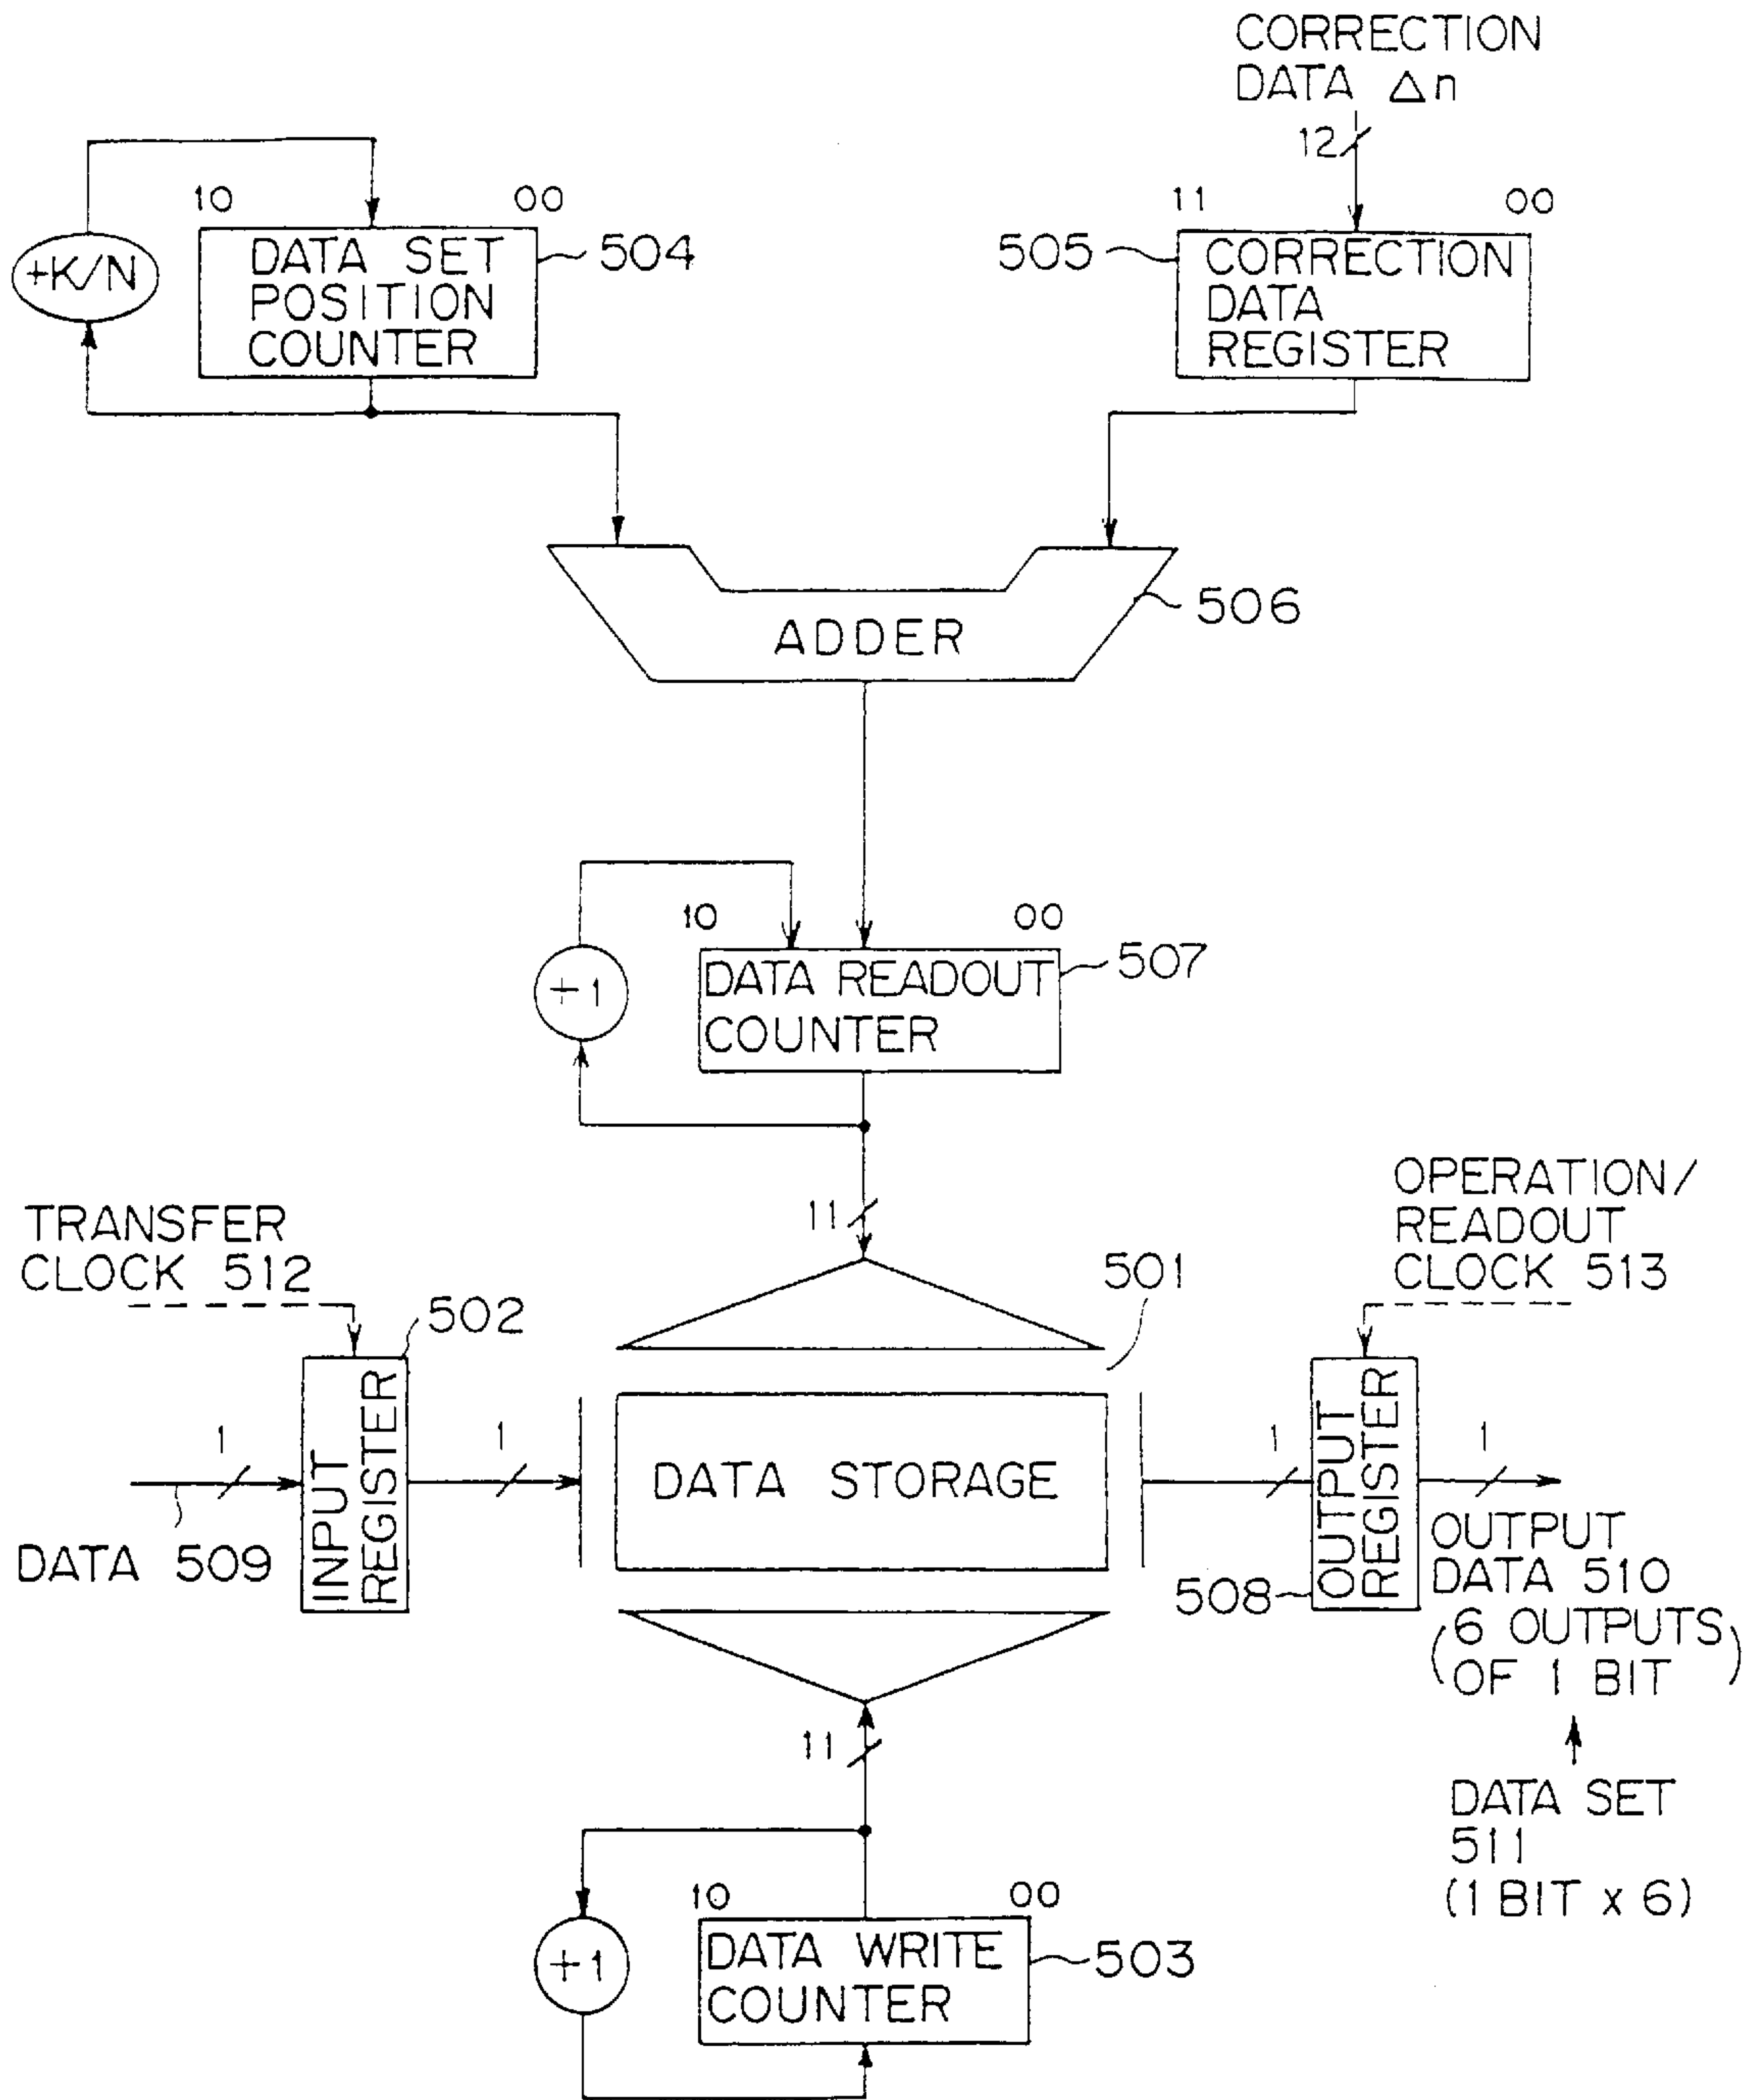 CORRECTION
DATA Δn
12
10 00
11 00
+K/N
DATA SET
POSITION
COUNTER
504
505
CORRECTION
DATA
REGISTER
ADDER
506
10 00
+1
DATA READOUT
COUNTER
507
11
TRANSFER
CLOCK 512
OPERATION/
READOUT
CLOCK 513
501
502
1
INPUT
REGISTER
1
DATA STORAGE
1
OUTPUT
REGISTER
1
DATA 509
508
OUTPUT
DATA 510
(6 OUTPUTS
OF 1 BIT)
11
DATA SET
511
(1 BIT x 6)
10 00
+1
DATA WRITE
COUNTER
503